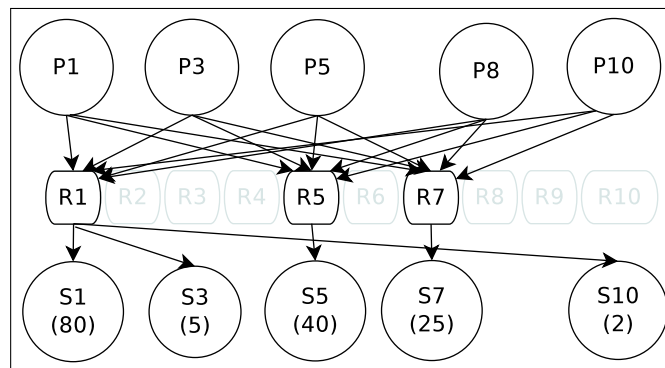 P1 P3 P5 P8 P10
R1 R2 R3 R4 R5 R6 R7 R8 R9 R10
S1 S3 S5 S7 S10
(80) (5) (40) (25) (2)